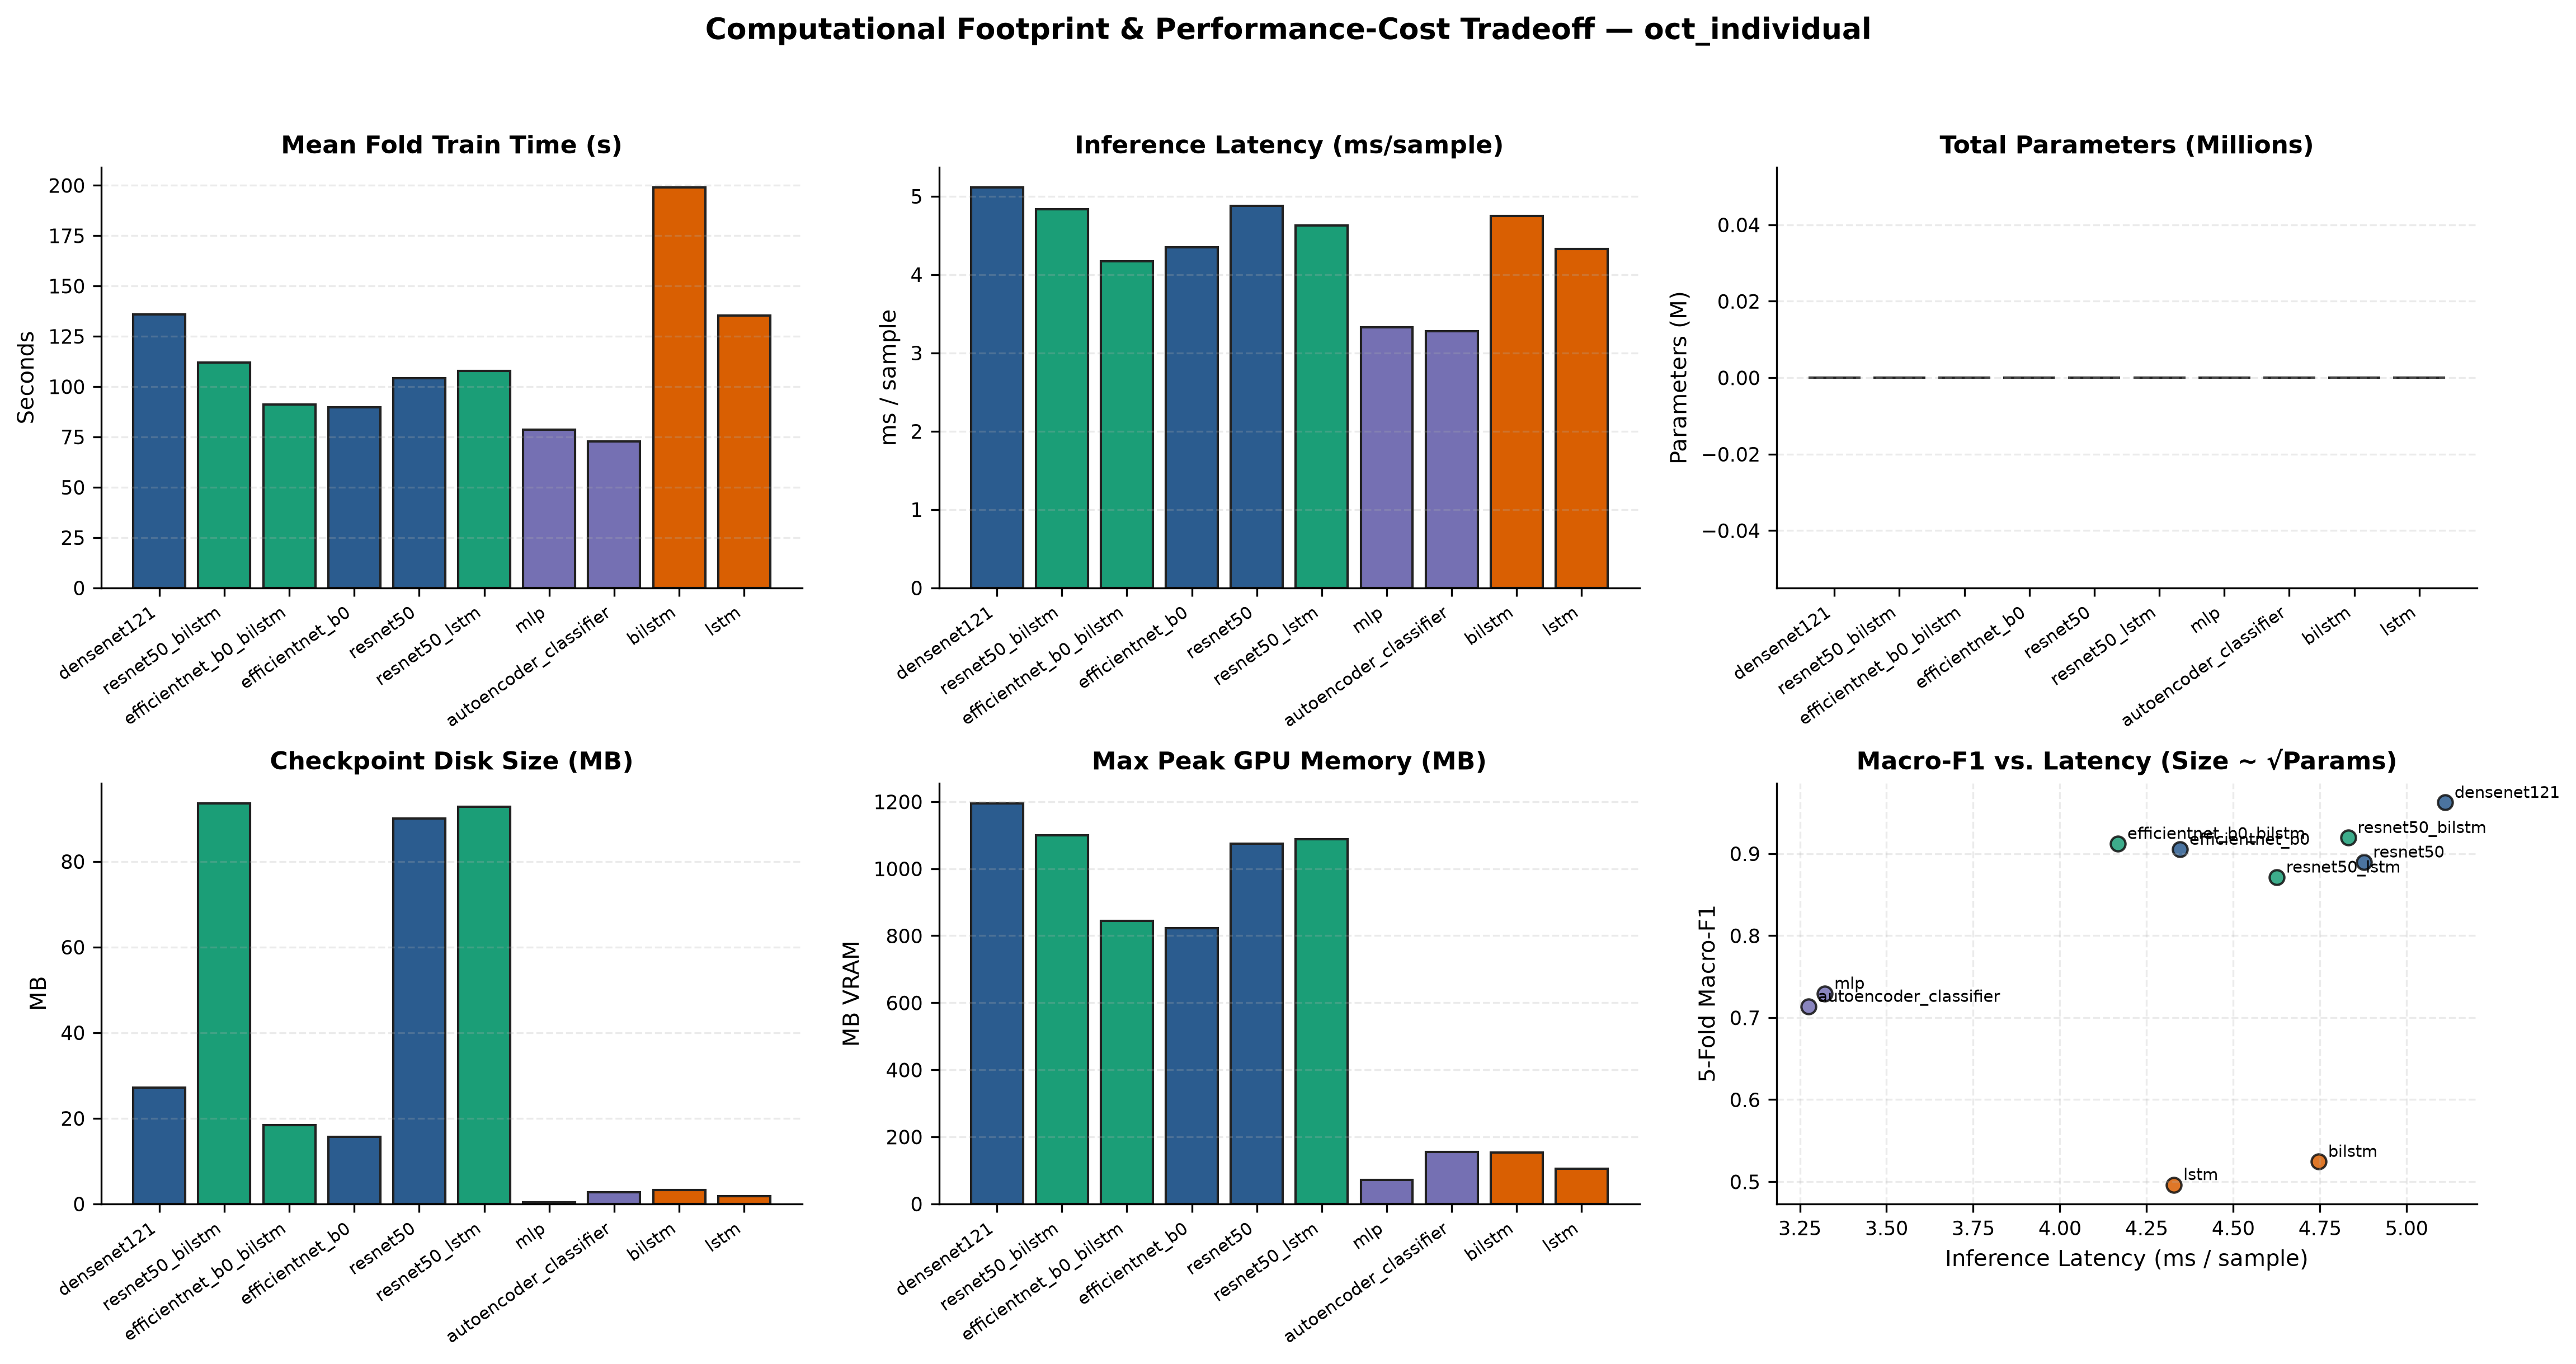 Computational Footprint & Performance-Cost Tradeoff — oct_individual
Mean Fold Train Time (s)
Seconds
200
175
150
125
100
75
50
25
0
densenet121
resnet50_bilstm
efficientnet_b0_bilstm
efficientnet_b0
resnet50
resnet50_lstm
mlp
autoencoder_classifier
bilstm
lstm
Inference Latency (ms/sample)
ms / sample
5
4
3
2
1
0
densenet121
resnet50_bilstm
efficientnet_b0_bilstm
efficientnet_b0
resnet50
resnet50_lstm
mlp
autoencoder_classifier
bilstm
lstm
Total Parameters (Millions)
Parameters (M)
0.04
0.02
0.00
−0.02
−0.04
densenet121
resnet50_bilstm
efficientnet_b0_bilstm
efficientnet_b0
resnet50
resnet50_lstm
mlp
autoencoder_classifier
bilstm
lstm
Checkpoint Disk Size (MB)
MB
80
60
40
20
0
densenet121
resnet50_bilstm
efficientnet_b0_bilstm
efficientnet_b0
resnet50
resnet50_lstm
mlp
autoencoder_classifier
bilstm
lstm
Max Peak GPU Memory (MB)
MB VRAM
1200
1000
800
600
400
200
0
densenet121
resnet50_bilstm
efficientnet_b0_bilstm
efficientnet_b0
resnet50
resnet50_lstm
mlp
autoencoder_classifier
bilstm
lstm
Macro-F1 vs. Latency (Size ~ √Params)
5-Fold Macro-F1
0.9
0.8
0.7
0.6
0.5
densenet121
resnet50_bilstm
efficientnet_b0_bilstm
efficientnet_b0
resnet50
resnet50_lstm
mlp
autoencoder_classifier
bilstm
lstm
3.25 3.50 3.75 4.00 4.25 4.50 4.75 5.00
Inference Latency (ms / sample)